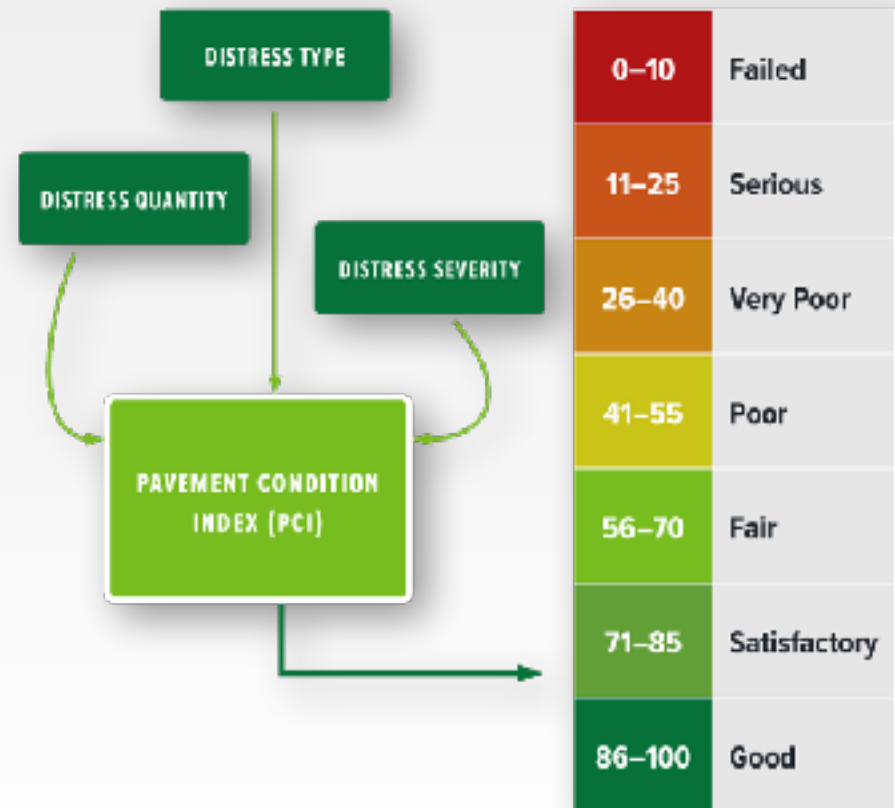 DISTRESS TYPE
DISTRESS QUANTITY
DISTRESS SEVERITY
PAVEMENT CONDITION
INDEX (PCI)
0–10 Failed
11–25 Serious
26–40 Very Poor
41–55 Poor
56–70 Fair
71–85 Satisfactory
86–100 Good